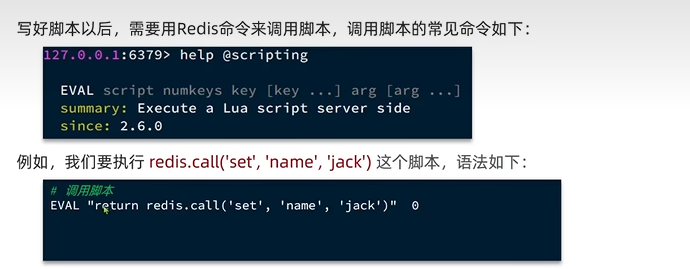 写好脚本以后，需要用Redis命令来调用脚本，调用脚本的常见命令如下：
127.0.0.1:6379> help @scripting
EVAL script numkeys key [key ...] arg [arg ...]
summary: Execute a Lua script server side
since: 2.6.0
例如，我们要执行 redis.call('set', 'name', 'jack') 这个脚本，语法如下：
# 调用脚本
EVAL "return redis.call('set', 'name', 'jack')" 0